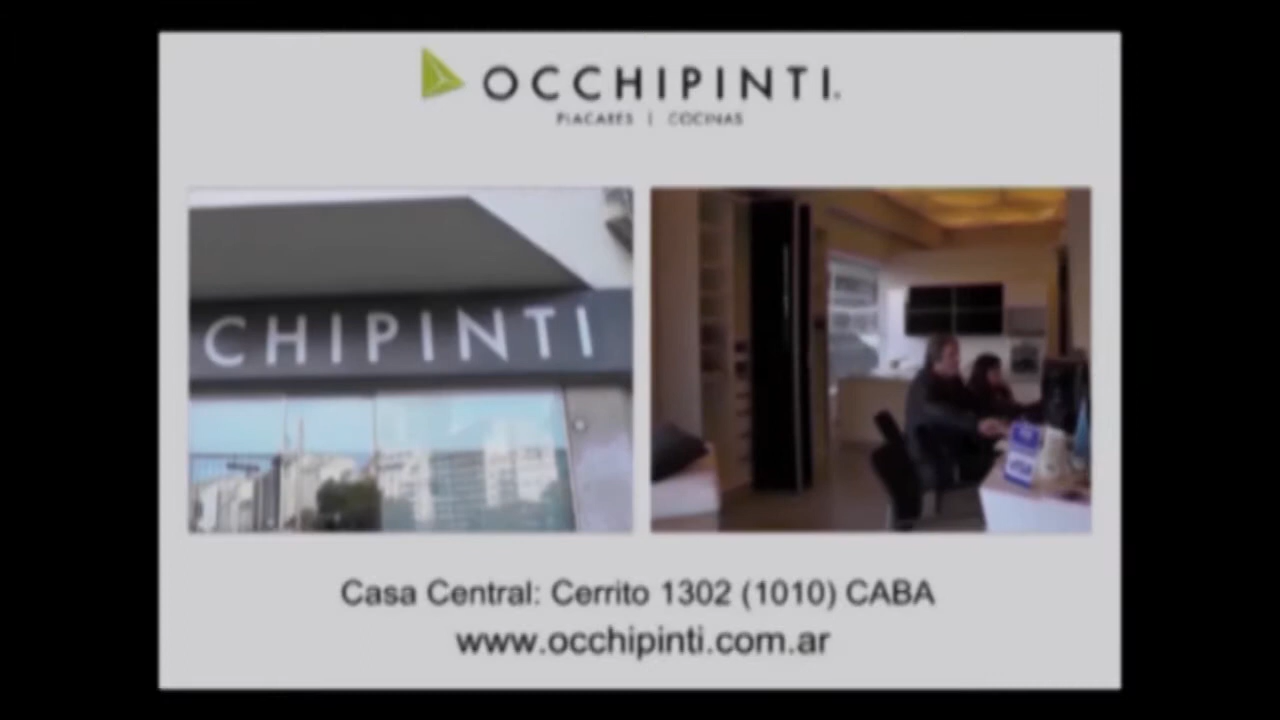 OCCHIPINTI.
PLACARES | COCINAS
CHIPINTI
Casa Central: Cerrito 1302 (1010) CABA
www.occhipinti.com.ar